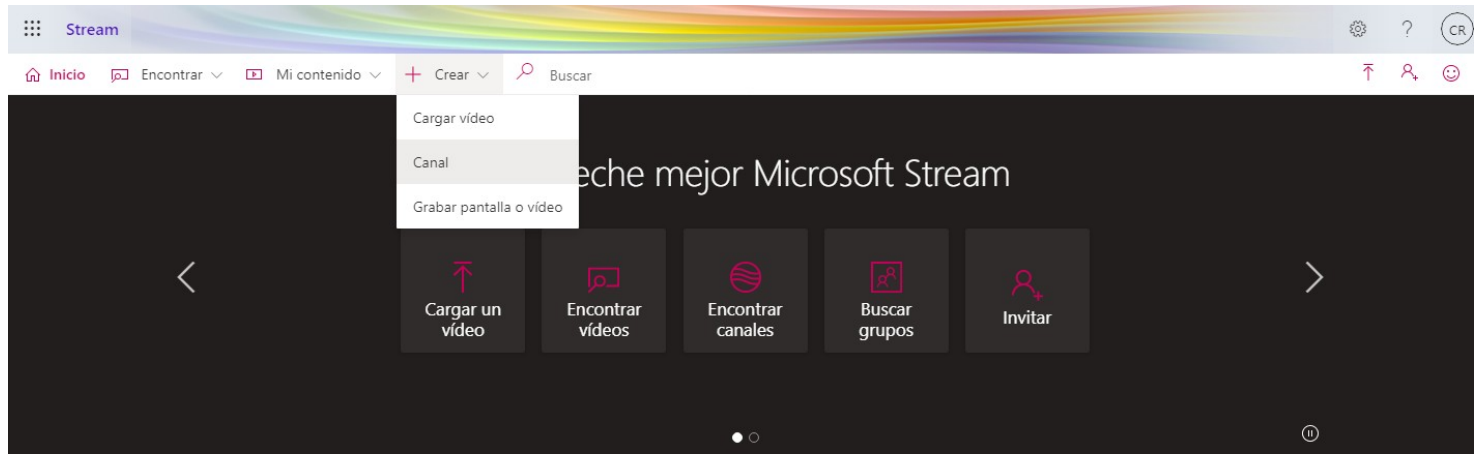 Stream
?
CR
Inicio
Encontrar
Mi contenido
Crear
Buscar
Cargar vídeo
Canal
Grabar pantalla o vídeo
eche mejor Microsoft Stream
Cargar un
vídeo
Encontrar
vídeos
Encontrar
canales
Buscar
grupos
Invitar